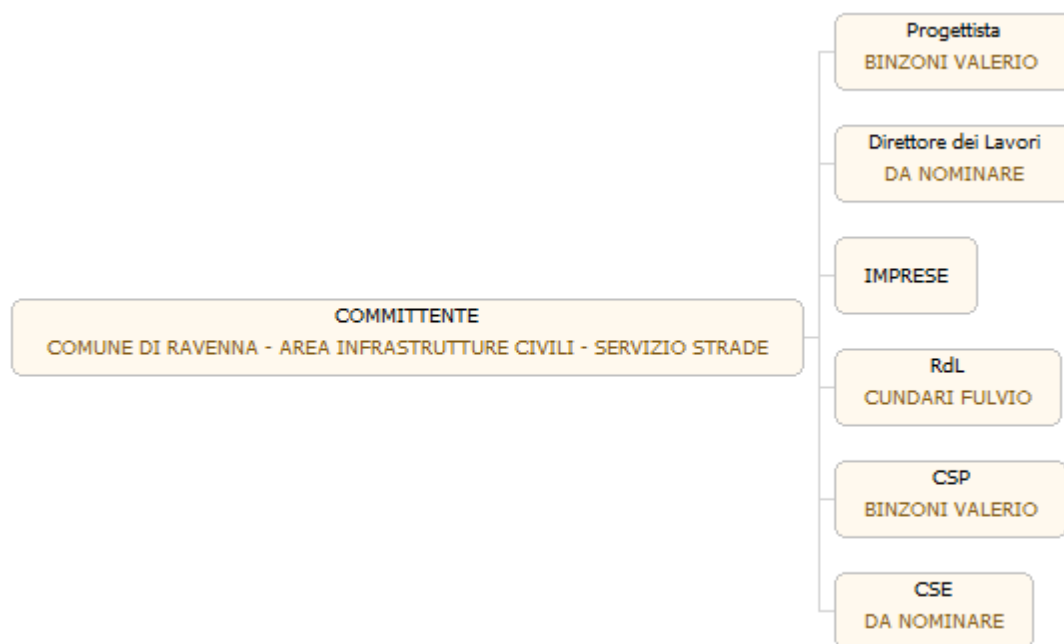 Progettista
BINZONI VALERIO
Direttore dei Lavori
DA NOMINARE
IMPRESE
COMMITTENTE
COMUNE DI RAVENNA - AREA INFRASTRUTTURE CIVILI - SERVIZIO STRADE
RdL
CUNDARI FULVIO
CSP
BINZONI VALERIO
CSE
DA NOMINARE